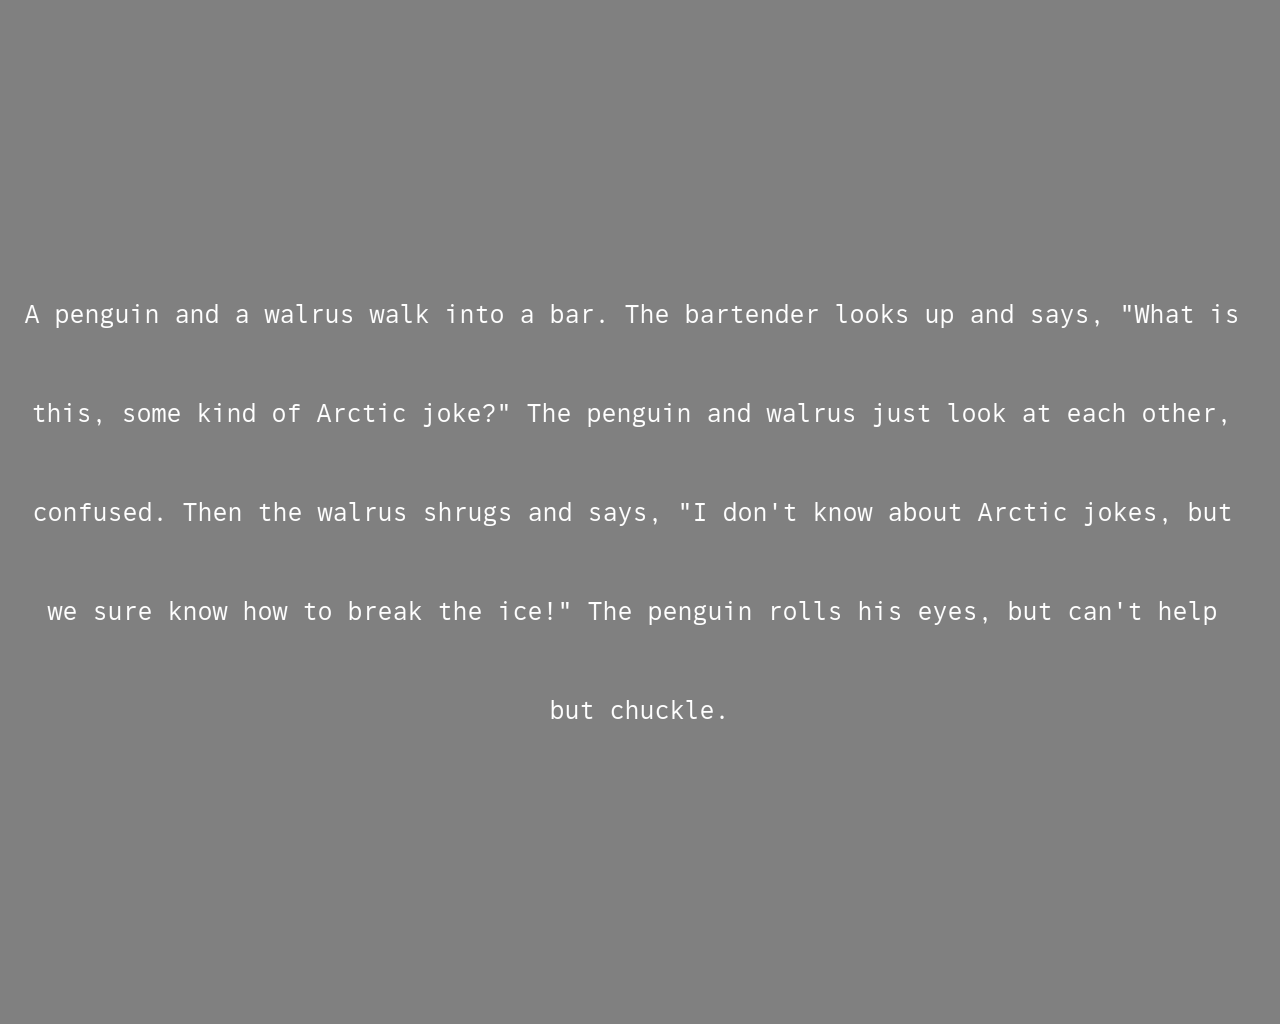 A penguin and a walrus walk into a bar. The bartender looks up and says, "What is
this, some kind of Arctic joke?" The penguin and walrus just look at each other,
confused. Then the walrus shrugs and says, "I don't know about Arctic jokes, but
we sure know how to break the ice!" The penguin rolls his eyes, but can't help
but chuckle.